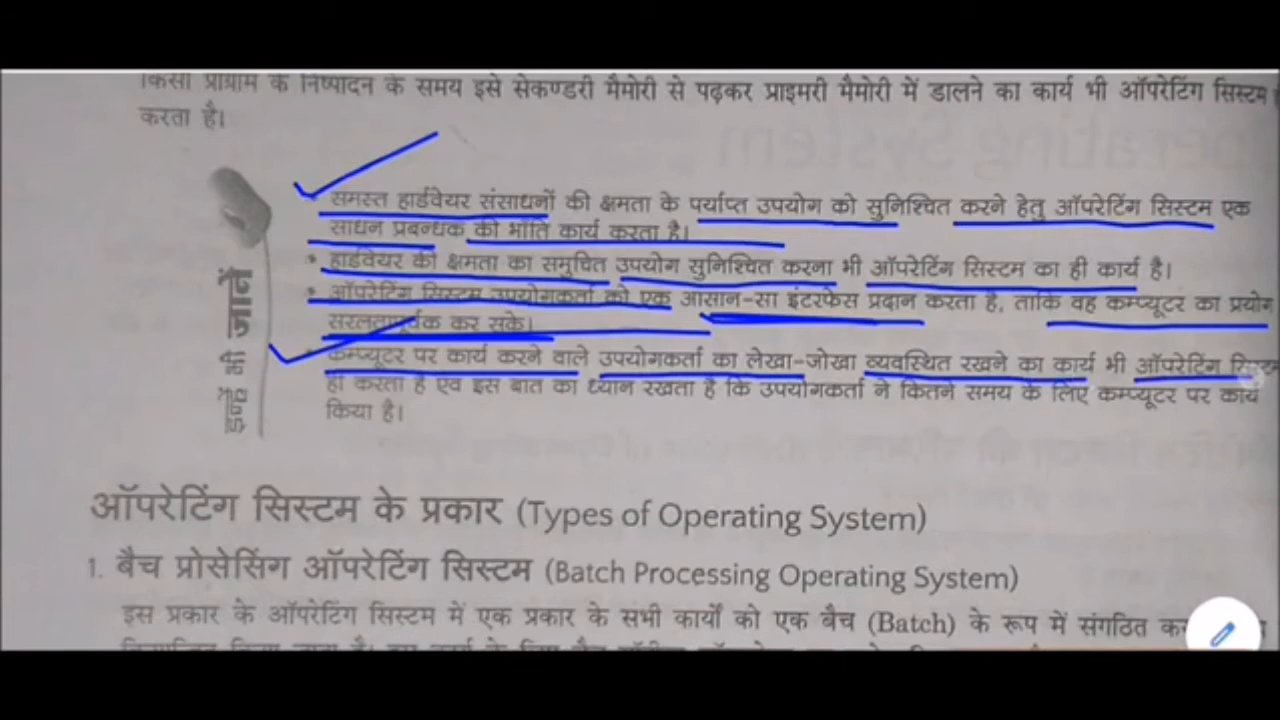 किसी प्रोग्राम के निष्पादन के समय इसे सेकण्डरी मैमोरी से पढ़कर प्राइमरी मैमोरी में डालने का कार्य भी ऑपरेटिंग सिस्टम
करता है।
इन्हें भी जानें
• समस्त हार्डवेयर संसाधनों की क्षमता के पर्याप्त उपयोग को सुनिश्चित करने हेतु ऑपरेटिंग सिस्टम एक
साधन प्रबन्धक की भाँति कार्य करता है।
• हार्डवेयर की क्षमता का समुचित उपयोग सुनिश्चित करना भी ऑपरेटिंग सिस्टम का ही कार्य है।
• ऑपरेटिंग सिस्टम उपयोगकर्ता को एक आसान-सा इंटरफेस प्रदान करता है, ताकि वह कम्प्यूटर का प्रयोग
सरलतापूर्वक कर सके।
• कम्प्यूटर पर कार्य करने वाले उपयोगकर्ता का लेखा-जोखा व्यवस्थित रखने का कार्य भी ऑपरेटिंग सिस्टम
ही करता है एवं इस बात का ध्यान रखता है कि उपयोगकर्ता ने कितने समय के लिए कम्प्यूटर पर कार्य
किया है।
ऑपरेटिंग सिस्टम के प्रकार (Types of Operating System)
1. बैच प्रोसेसिंग ऑपरेटिंग सिस्टम (Batch Processing Operating System)
इस प्रकार के ऑपरेटिंग सिस्टम में एक प्रकार के सभी कार्यों को एक बैच (Batch) के रूप में संगठित